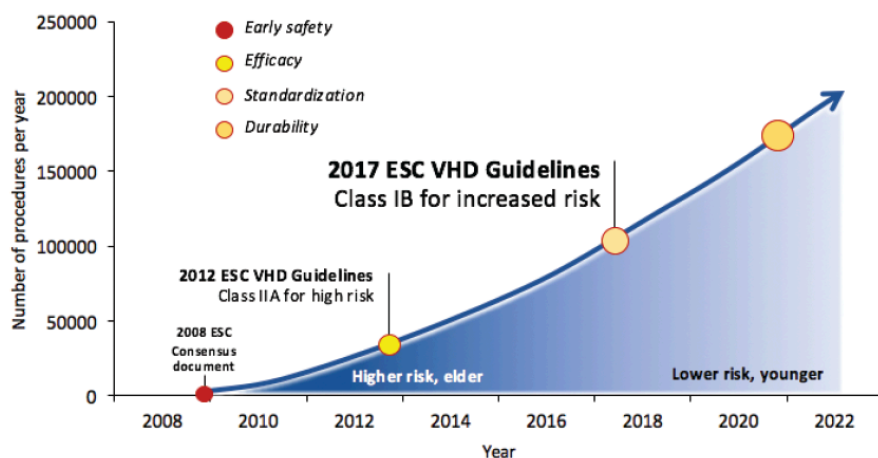 250000
200000
150000
100000
50000
0
Number of procedures per year
Early safety
Efficacy
Standardization
Durability
2017 ESC VHD Guidelines
Class IB for increased risk
2012 ESC VHD Guidelines
Class IIA for high risk
2008 ESC
Consensus
document
Higher risk, elder
Lower risk, younger
2008 2010 2012 2014 2016 2018 2020 2022
Year